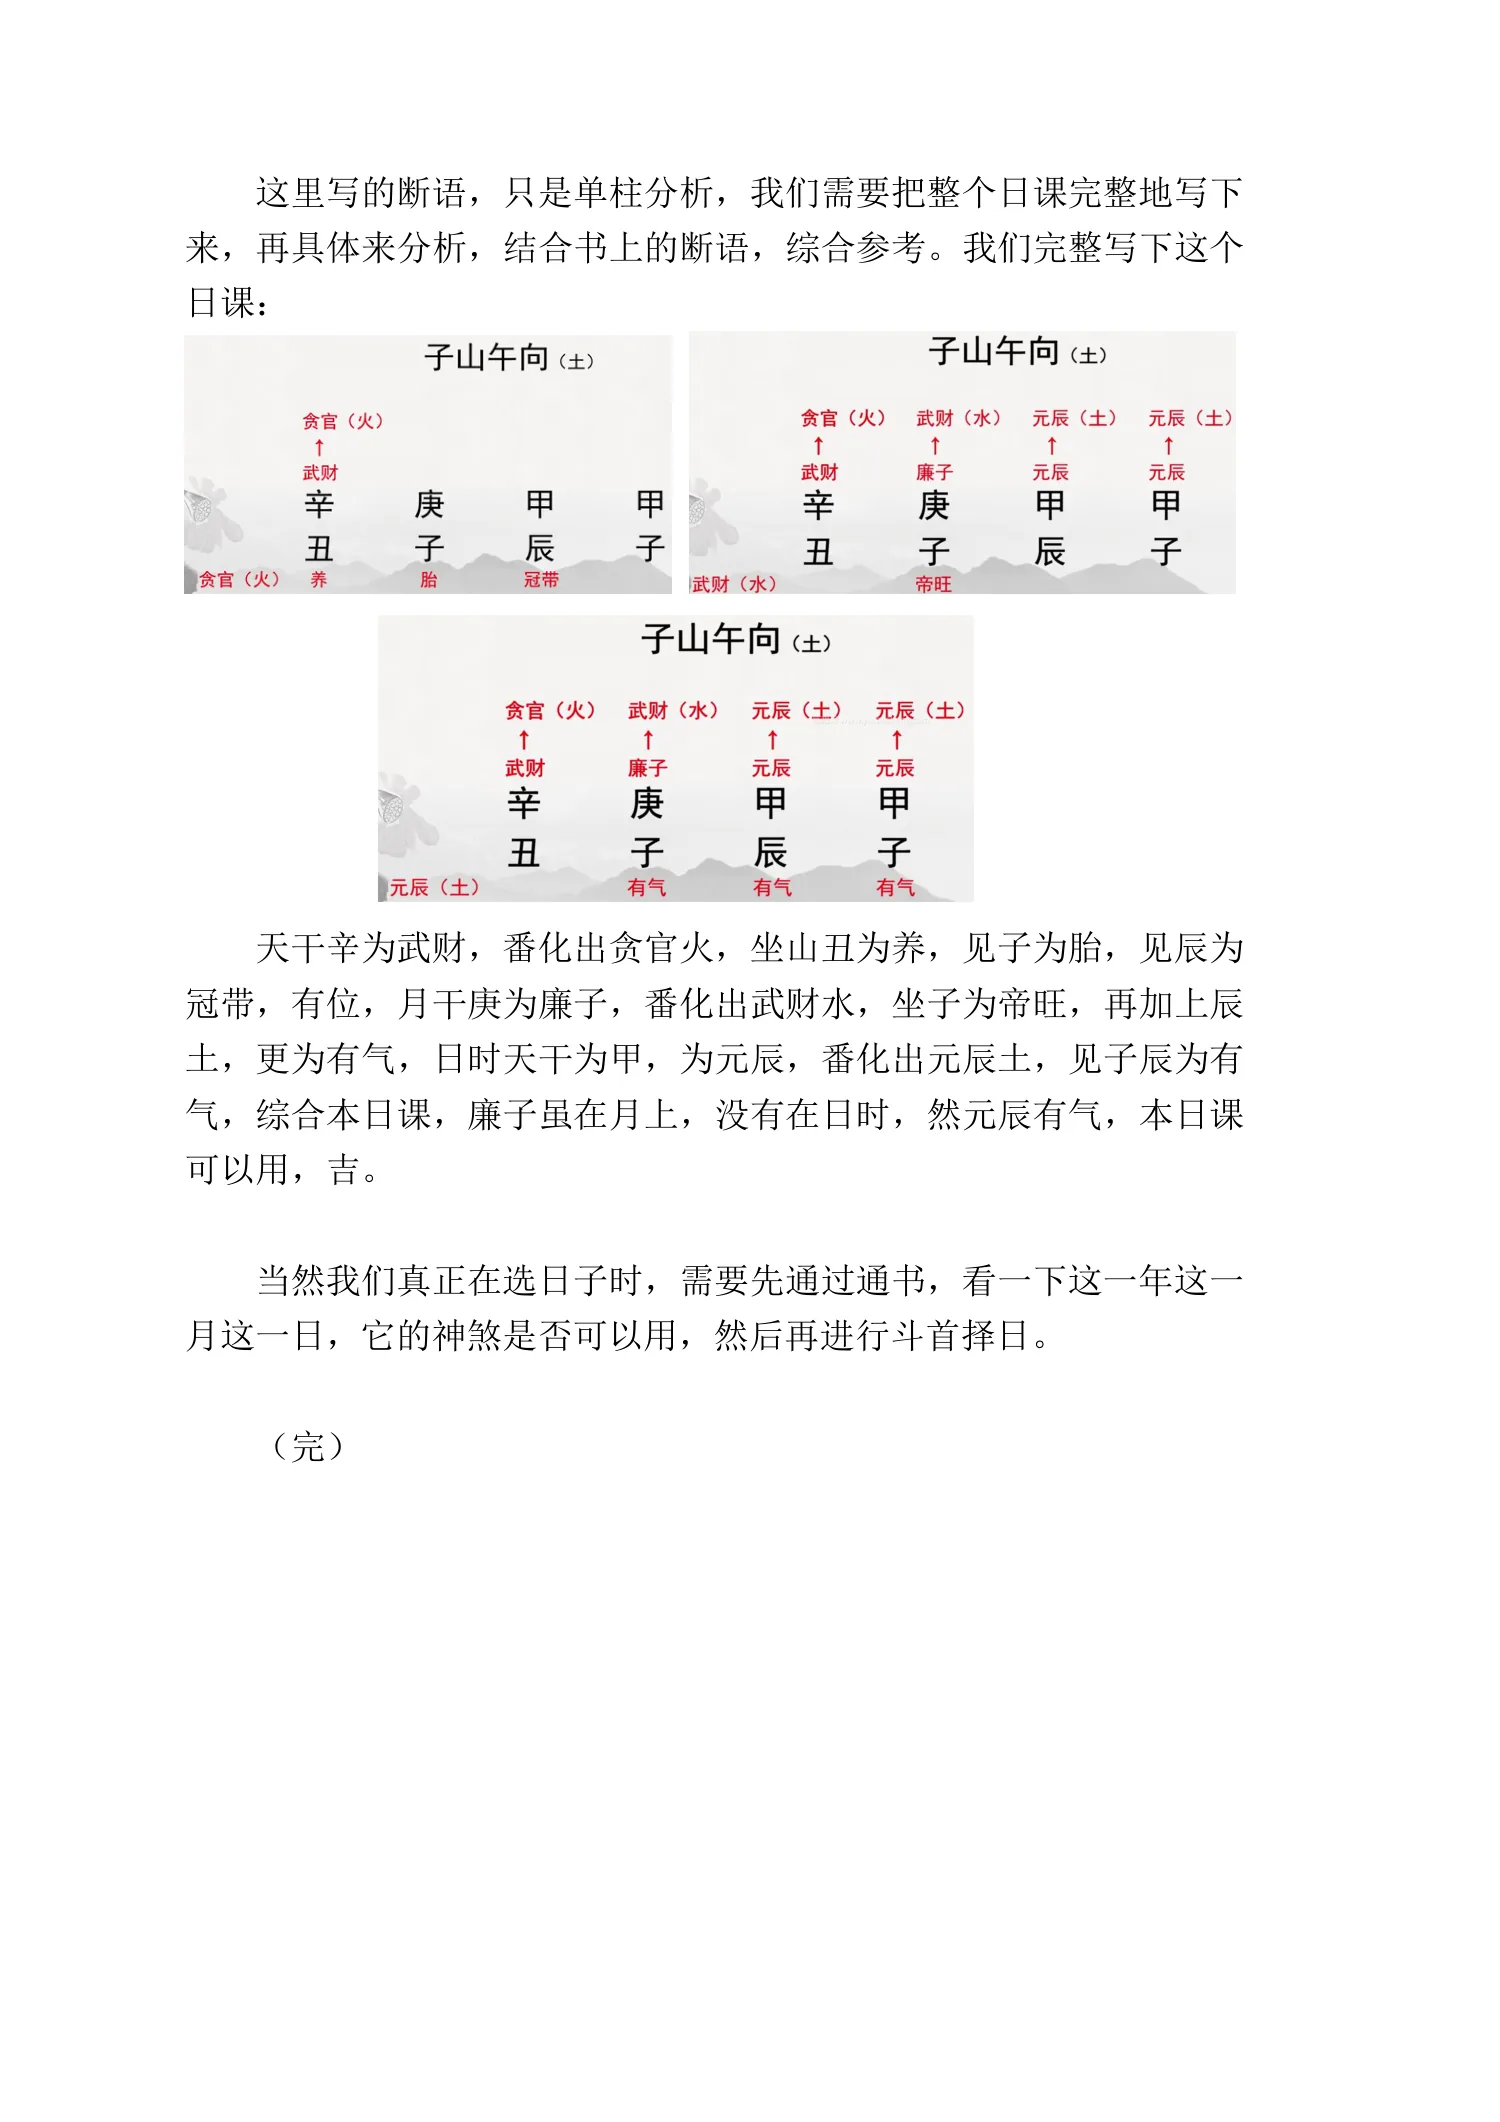 这里写的断语，只是单柱分析，我们需要把整个日课完整地写下
来，再具体来分析，结合书上的断语，综合参考。我们完整写下这个
日课：
子山午向（土）
贪官（火）
↑
武财
辛 庚 甲 甲
丑 子 辰 子
贪官（火） 养 胎 冠带
子山午向（土）
贪官（火） 武财（水） 元辰（土） 元辰（土）
↑ ↑ ↑ ↑
武财 廉子 元辰 元辰
辛 庚 甲 甲
丑 子 辰 子
武财（水） 帝旺
子山午向（土）
贪官（火） 武财（水） 元辰（土） 元辰（土）
↑ ↑ ↑ ↑
武财 廉子 元辰 元辰
辛 庚 甲 甲
丑 子 辰 子
元辰（土） 有气 有气 有气
天干辛为武财，番化出贪官火，坐山丑为养，见子为胎，见辰为
冠带，有位，月干庚为廉子，番化出武财水，坐子为帝旺，再加上辰
土，更为有气，日时天干为甲，为元辰，番化出元辰土，见子辰为有
气，综合本日课，廉子虽在月上，没有在日时，然元辰有气，本日课
可以用，吉。
当然我们真正在选日子时，需要先通过通书，看一下这一年这一
月这一日，它的神煞是否可以用，然后再进行斗首择日。
（完）